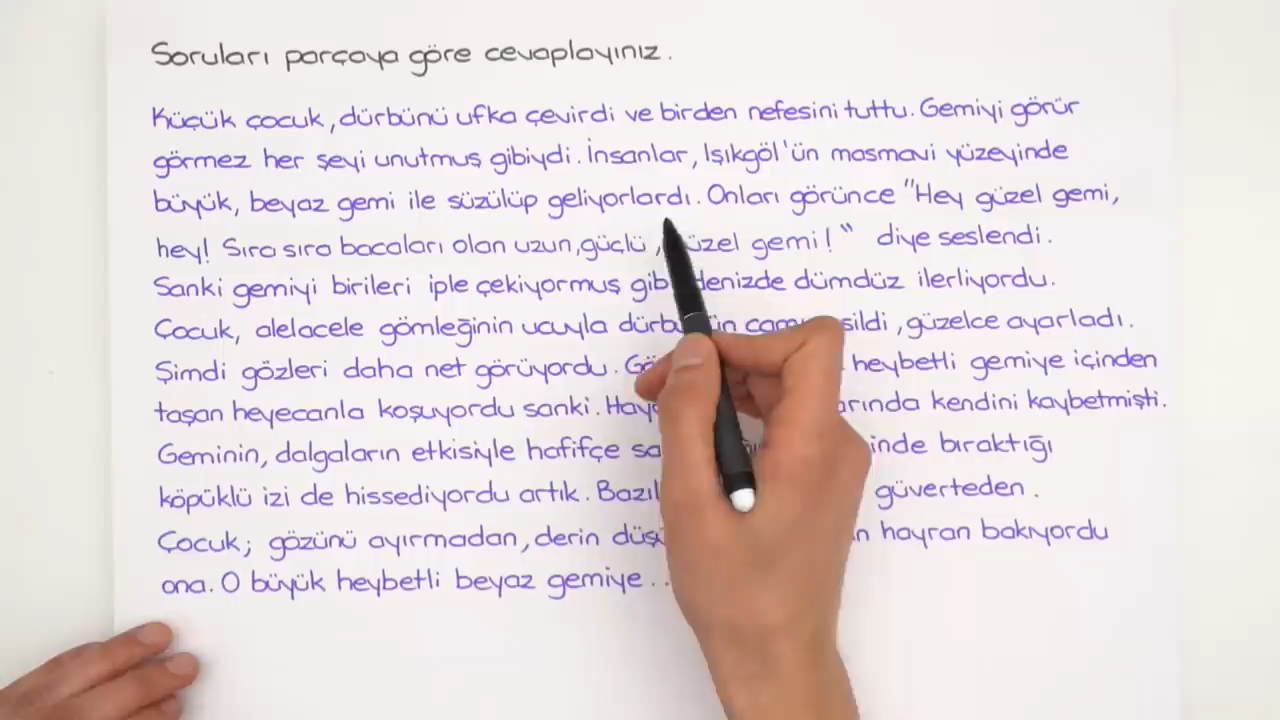 Soruları parçaya göre cevaplayınız.
Küçük çocuk, dürbünü ufka çevirdi ve birden nefesini tuttu. Gemiyi görür
görmez her şeyi unutmuş gibiydi. İnsanlar, Işıkgöl'ün masmavi yüzeyinde
büyük, beyaz gemi ile süzülüp geliyorlardı. Onları görünce "Hey güzel gemi,
hey! Sıra sıra bacaları olan uzun, güçlü, güzel gemi!" diye seslendi.
Sanki gemiyi birileri iple çekiyormuş gibi denizde dümdüz ilerliyordu.
Çocuk, alelacele gömleğinin ucuyla sildi, güzelce ayarladı.
Şimdi gözleri daha net görüyordu. heybetli gemiye içinden
taşan heyecanla koşuyordu sanki. kendini kaybetmişti.
Geminin, dalgaların etkisiyle hafifçe bıraktığı
köpüklü izi de hissediyordu artık. güverteden.
Çocuk; gözünü ayırmadan, derin hayran bakıyordu
ona. O büyük heybetli beyaz gemiye...